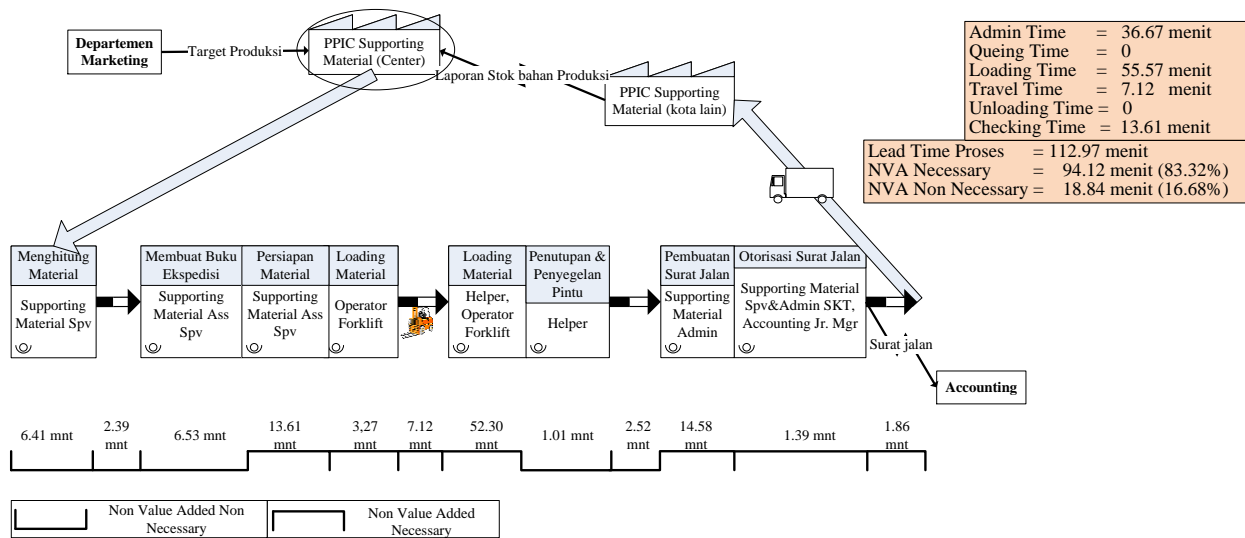 Departemen
Marketing
Target Produksi
PPIC Supporting
Material (Center)
Laporan Stok bahan Produksi
PPIC Supporting
Material (kota lain)
Admin Time = 36.67 menit
Queing Time = 0
Loading Time = 55.57 menit
Travel Time = 7.12 menit
Unloading Time = 0
Checking Time = 13.61 menit
Lead Time Proses = 112.97 menit
NVA Necessary = 94.12 menit (83.32%)
NVA Non Necessary = 18.84 menit (16.68%)
Menghitung
Material
Supporting
Material Spv
Membuat Buku
Ekspedisi
Supporting
Material Ass
Spv
Persiapan
Material
Supporting
Material Ass
Spv
Loading
Material
Operator
Forklift
Loading
Material
Helper,
Operator
Forklift
Penutupan &
Penyegelan
Pintu
Helper
Pembuatan
Surat Jalan
Supporting
Material
Admin
Otorisasi Surat Jalan
Supporting Material
Spv&Admin SKT,
Accounting Jr. Mgr
Surat jalan
Accounting
6.41 mnt
2.39
mnt
6.53 mnt
13.61
mnt
3,27
mnt
7.12
mnt
52.30
mnt
1.01 mnt
2.52
mnt
14.58
mnt
1.39 mnt
1.86
mnt
Non Value Added Non
Necessary
Non Value Added
Necessary